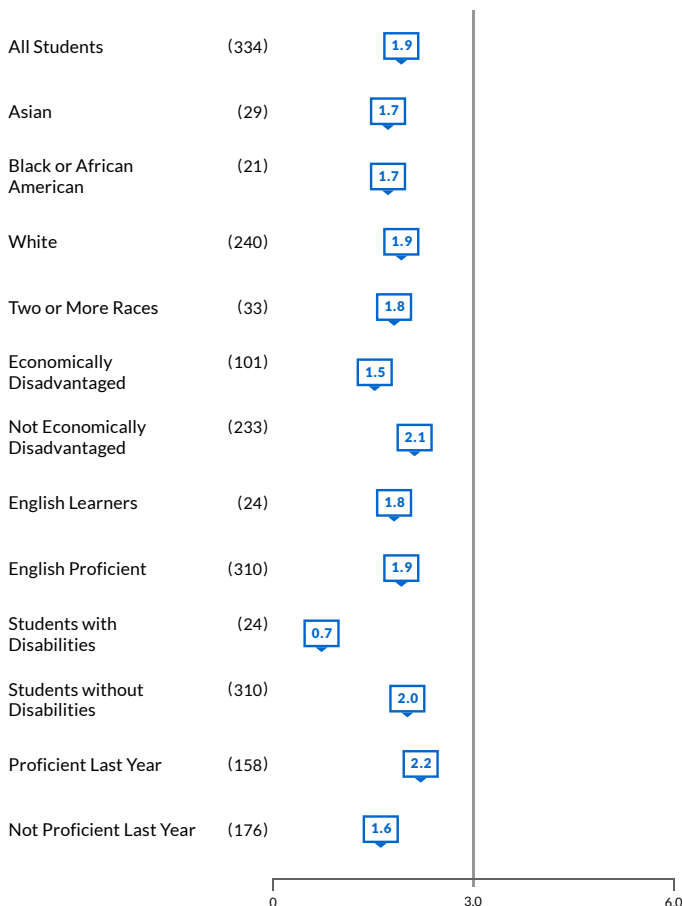 All Students (334) 1.9
Asian (29) 1.7
Black or African (21)
American
1.7
White (240) 1.9
Two or More Races (33) 1.8
Economically (101)
Disadvantaged
1.5
Not Economically (233)
Disadvantaged
2.1
English Learners (24) 1.8
English Proficient (310) 1.9
Students with (24)
Disabilities
0.7
Students without (310)
Disabilities
2.0
Proficient Last Year (158) 2.2
Not Proficient Last Year (176) 1.6
0 3.0 6.0